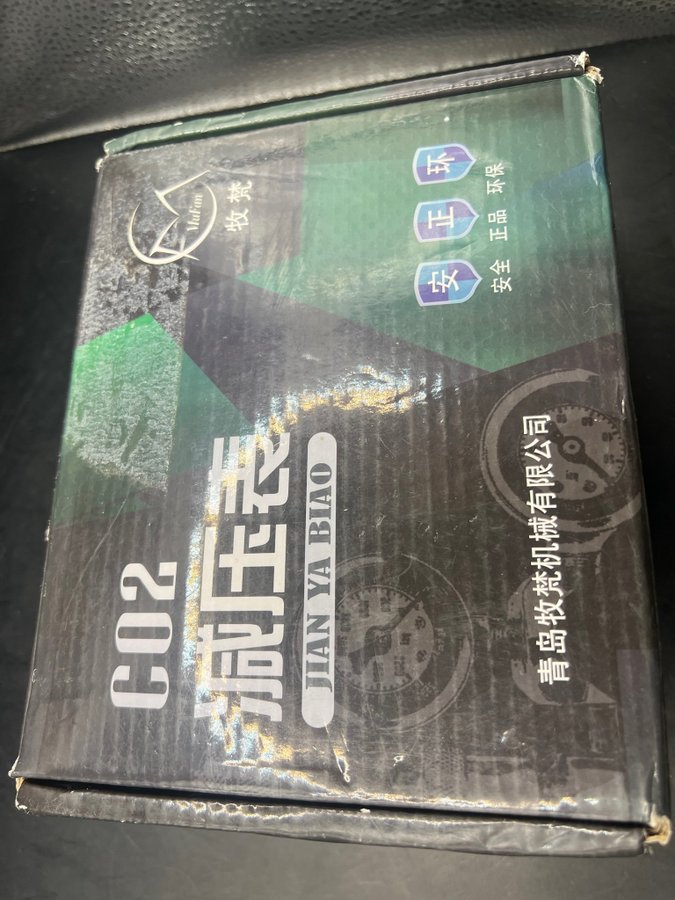 MuFan
牧梵
安 正 环
安全 正品 环保
CO2
减压表
JIAN YA BIAO
青岛牧梵机械有限公司